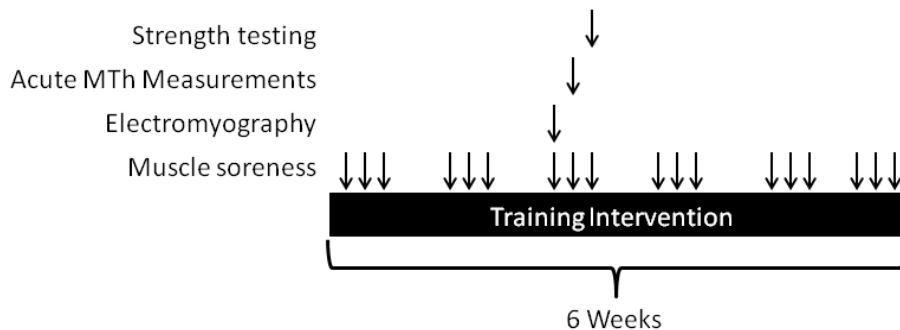 Strength testing
Acute MTh Measurements
Electromyography
Muscle soreness
Training Intervention
6 Weeks